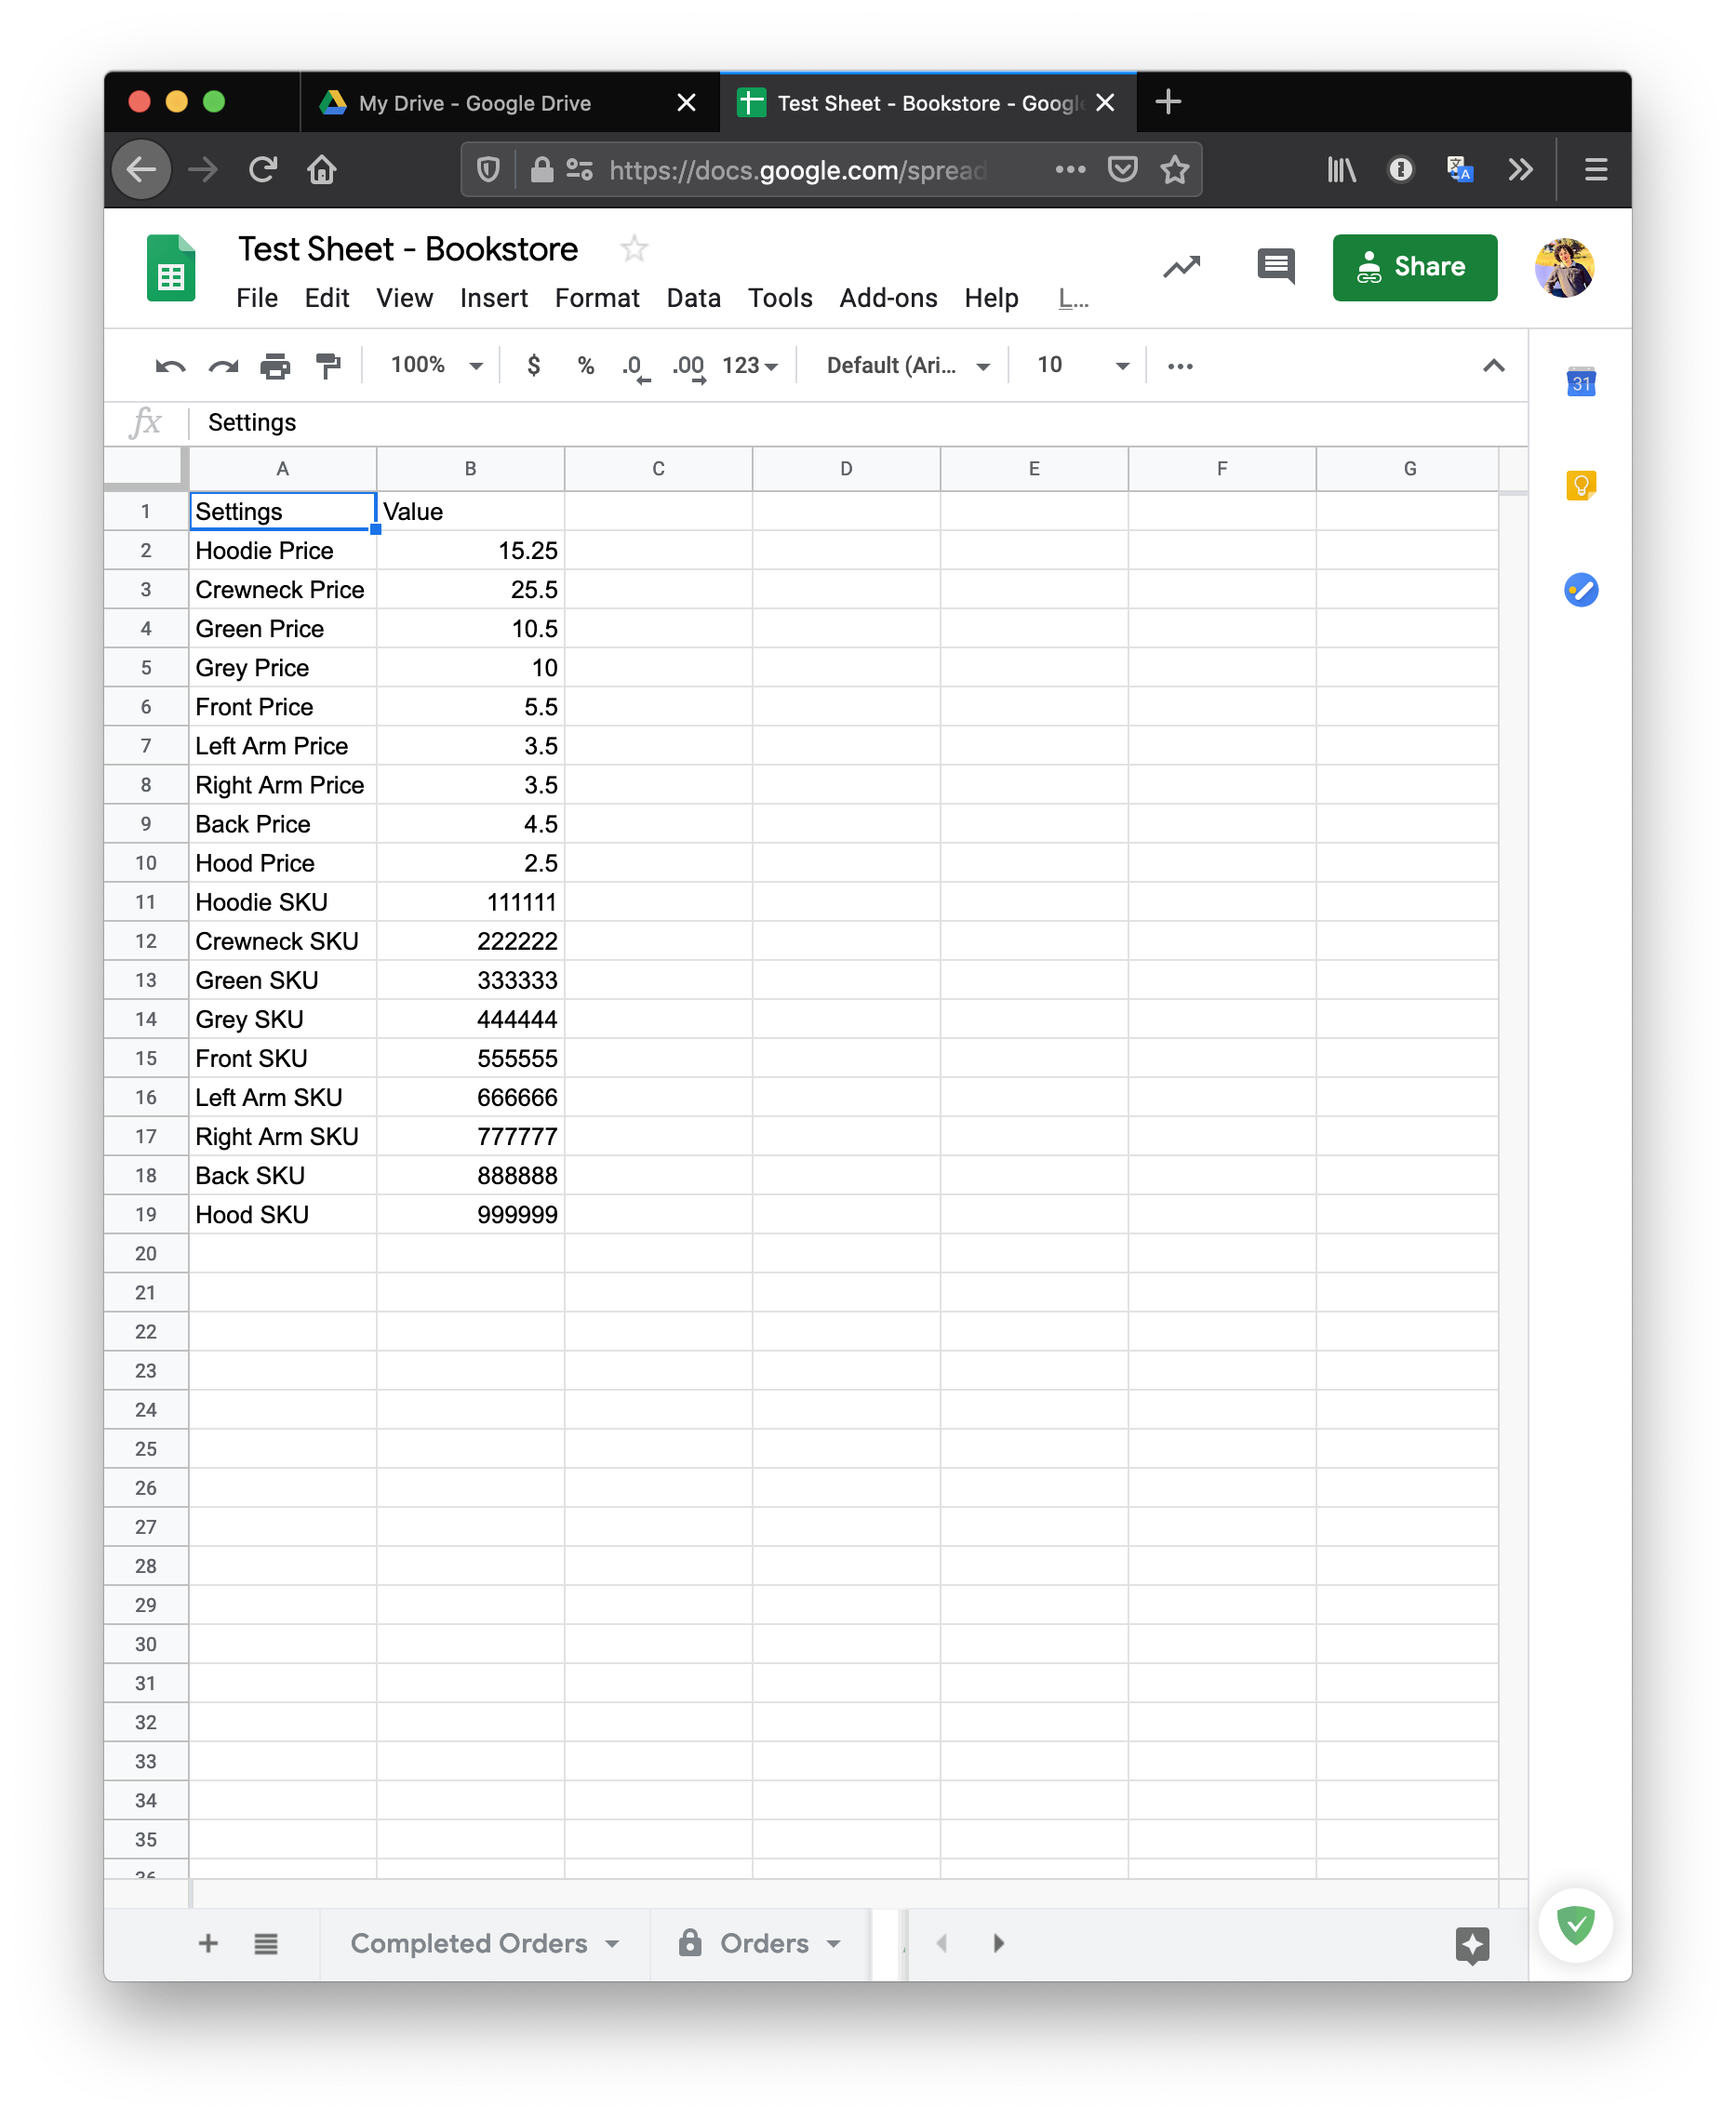 My Drive - Google Drive
Test Sheet - Bookstore - Google
https://docs.google.com/spread
Test Sheet - Bookstore
Share
File Edit View Insert Format Data Tools Add-ons Help L...
100% $ % .0 .00 123 Default (Ari... 10
31
fx Settings
A B C D E F G
1 Settings Value
2 Hoodie Price 15.25
3 Crewneck Price 25.5
4 Green Price 10.5
5 Grey Price 10
6 Front Price 5.5
7 Left Arm Price 3.5
8 Right Arm Price 3.5
9 Back Price 4.5
10 Hood Price 2.5
11 Hoodie SKU 111111
12 Crewneck SKU 222222
13 Green SKU 333333
14 Grey SKU 444444
15 Front SKU 555555
16 Left Arm SKU 666666
17 Right Arm SKU 777777
18 Back SKU 888888
19 Hood SKU 999999
20
21
22
23
24
25
26
27
28
29
30
31
32
33
34
35
36
Completed Orders Orders